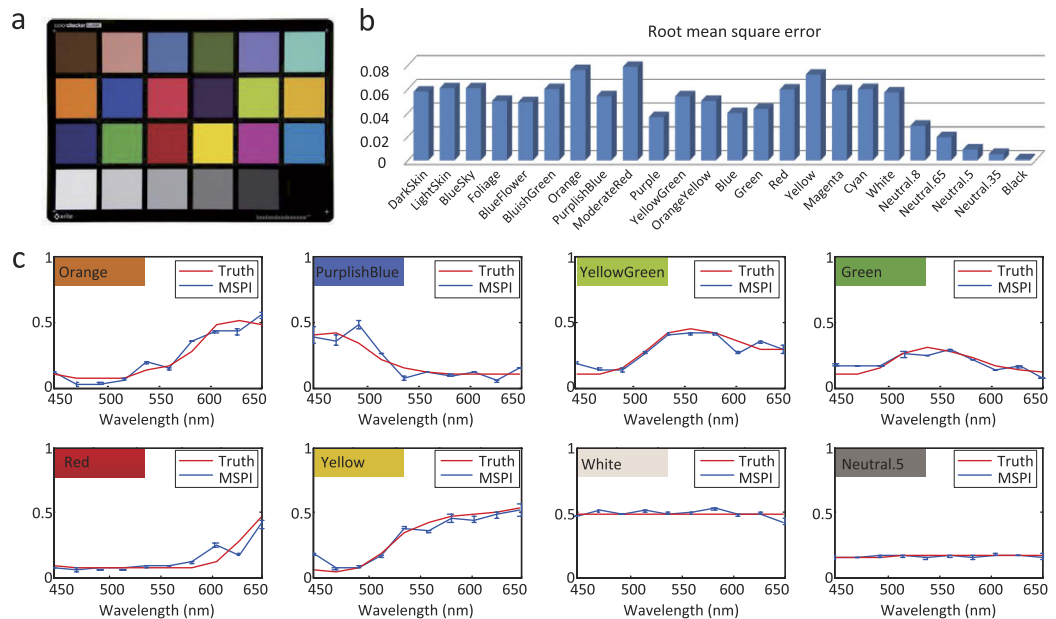 a
colorchecker CLASSIC
x-rite
b
Root mean square error
0.08
0.06
0.04
0.02
0
DarkSkin
LightSkin
BlueSky
Foliage
BlueFlower
BluishGreen
Orange
PurplishBlue
ModerateRed
Purple
YellowGreen
OrangeYellow
Blue
Green
Red
Yellow
Magenta
Cyan
White
Neutral.8
Neutral.65
Neutral.5
Neutral.35
Black
c
1
0.5
0
Orange
Truth
MSPI
450 500 550 600 650
Wavelength (nm)
1
0.5
0
PurplishBlue
Truth
MSPI
450 500 550 600 650
Wavelength (nm)
1
0.5
0
YellowGreen
Truth
MSPI
450 500 550 600 650
Wavelength (nm)
1
0.5
0
Green
Truth
MSPI
450 500 550 600 650
Wavelength (nm)
1
0.5
0
Red
Truth
MSPI
450 500 550 600 650
Wavelength (nm)
1
0.5
0
Yellow
Truth
MSPI
450 500 550 600 650
Wavelength (nm)
1
0.5
0
White
Truth
MSPI
450 500 550 600 650
Wavelength (nm)
1
0.5
0
Neutral.5
Truth
MSPI
450 500 550 600 650
Wavelength (nm)